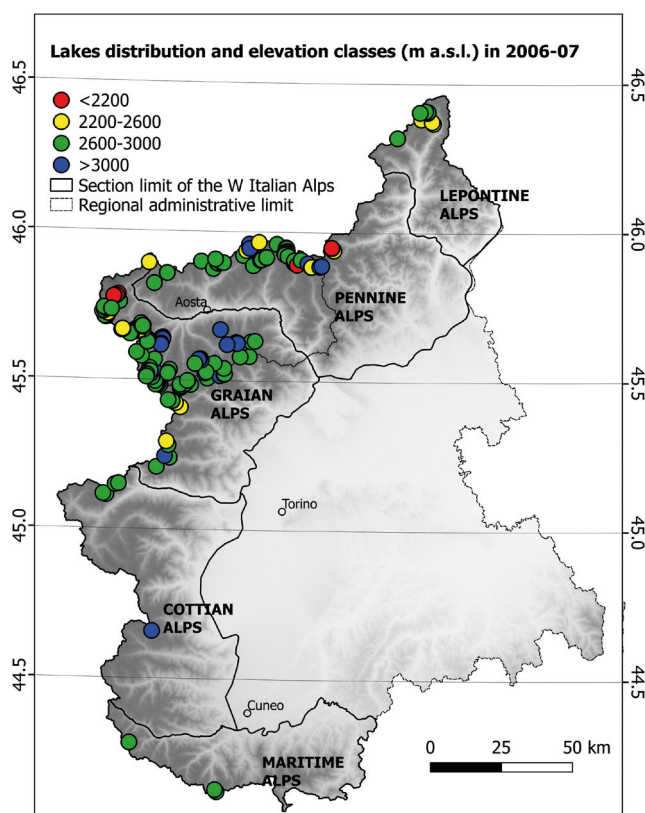 Lakes distribution and elevation classes (m a.s.l.) in 2006-07
<2200
2200-2600
2600-3000
>3000
Section limit of the W Italian Alps
Regional administrative limit
46.5
46.5
LEPONTINE
ALPS
46.0
46.0
Aosta
PENNINE
ALPS
45.5
45.5
GRAIAN
ALPS
Torino
45.0
45.0
COTTIAN
ALPS
44.5
44.5
Cuneo
MARITIME
ALPS
0 25 50 km